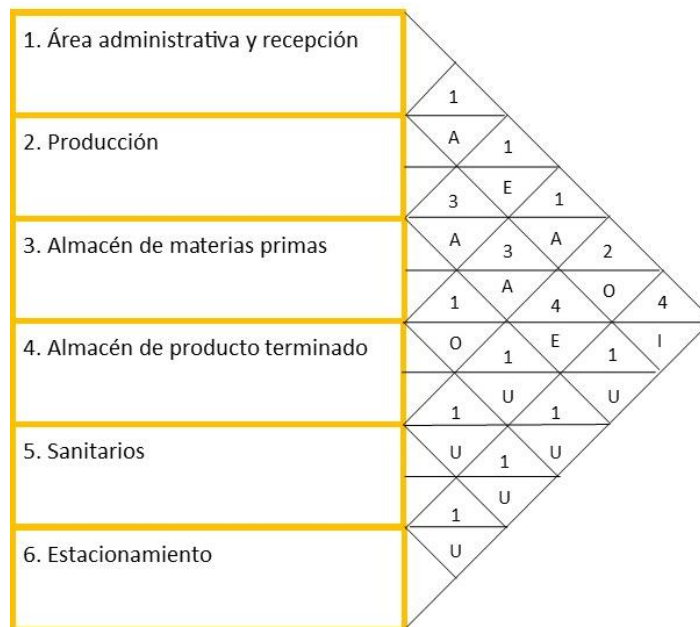 1. Área administrativa y recepción
1
2. Producción A 1
3 E 1
3. Almacén de materias primas A 3 A 2
1 A 4 O 4
4. Almacén de producto terminado O 1 E 1 I
1 U 1 U
5. Sanitarios U 1 U
1 U
6. Estacionamiento U